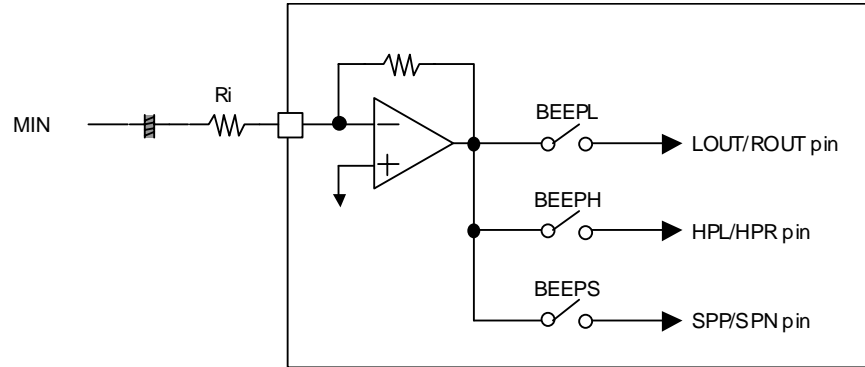 Ri
MIN
BEEPL
LOUT/ROUT pin
BEEPH
HPL/HPR pin
BEEPS
SPP/SPN pin